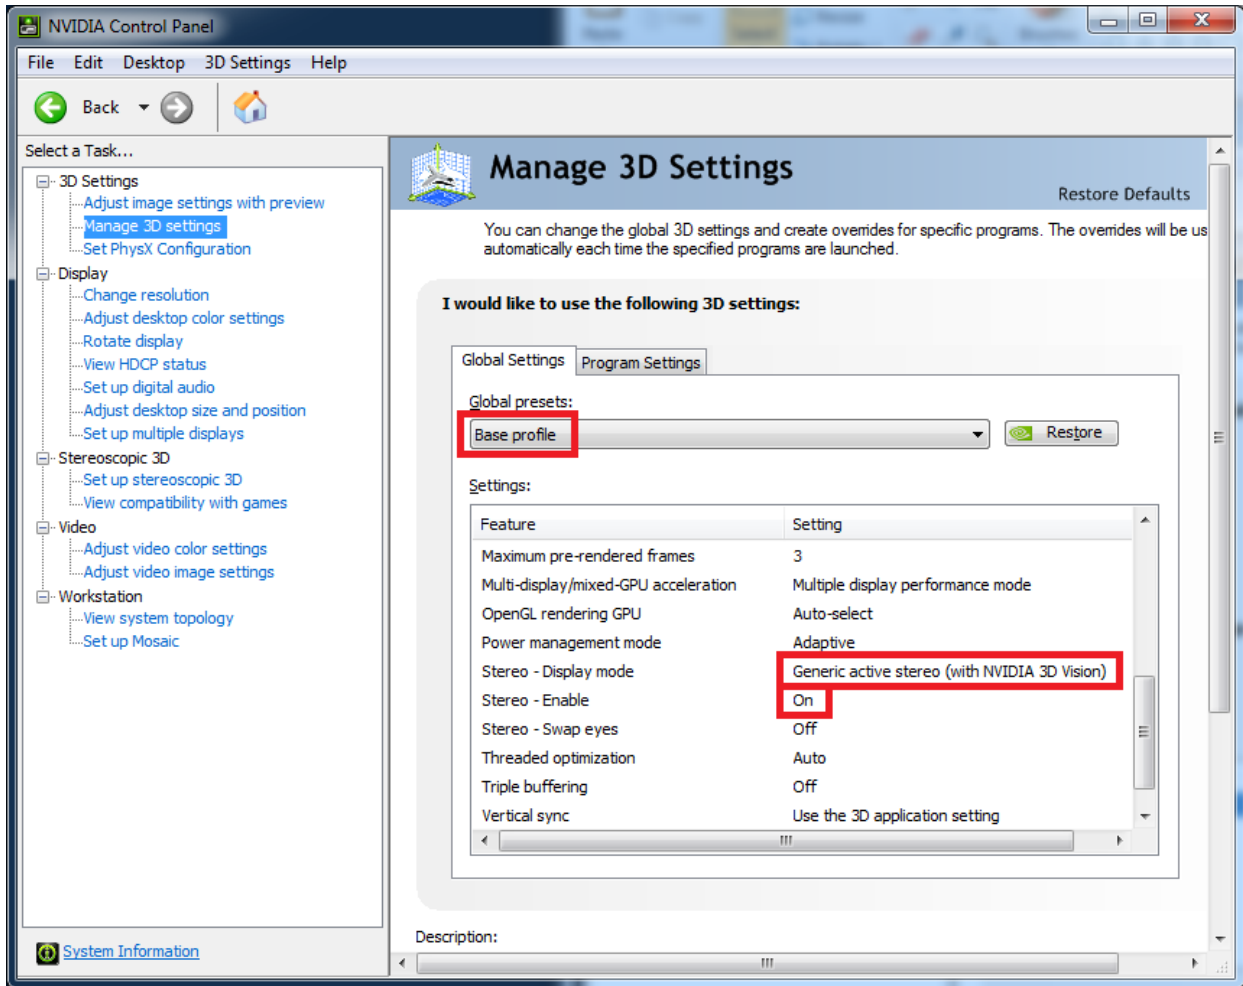 NVIDIA Control Panel
File Edit Desktop 3D Settings Help
Back
Select a Task...
3D Settings
Adjust image settings with preview
Manage 3D settings
Set PhysX Configuration
Display
Change resolution
Adjust desktop color settings
Rotate display
View HDCP status
Set up digital audio
Adjust desktop size and position
Set up multiple displays
Stereoscopic 3D
Set up stereoscopic 3D
View compatibility with games
Video
Adjust video color settings
Adjust video image settings
Workstation
View system topology
Set up Mosaic
System Information
Manage 3D Settings
Restore Defaults
You can change the global 3D settings and create overrides for specific programs. The overrides will be us
automatically each time the specified programs are launched.
I would like to use the following 3D settings:
Global Settings Program Settings
Global presets:
Base profile Restore
Settings:
Feature Setting
Maximum pre-rendered frames 3
Multi-display/mixed-GPU acceleration Multiple display performance mode
OpenGL rendering GPU Auto-select
Power management mode Adaptive
Stereo - Display mode Generic active stereo (with NVIDIA 3D Vision)
Stereo - Enable On
Stereo - Swap eyes Off
Threaded optimization Auto
Triple buffering Off
Vertical sync Use the 3D application setting
Description: